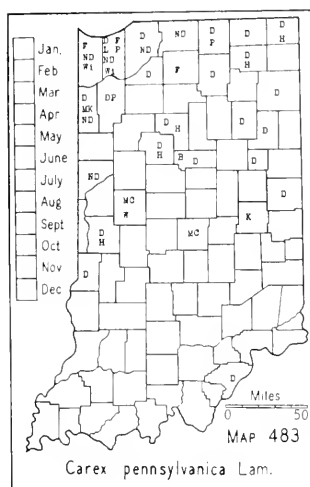 Jan.
Feb
Mar
Apr
May
June
July
Aug
Sept
Oct
Nov
Dec
F D F D ND D D D
L P ND P H
ND ND D
Wi Wi H
D DP D F D
MK
ND
D H D
D H B D D
ND D
MC K
W
D H MC
D
D
Miles
0 50
MAP 483
Carex pennsylvanica Lam.